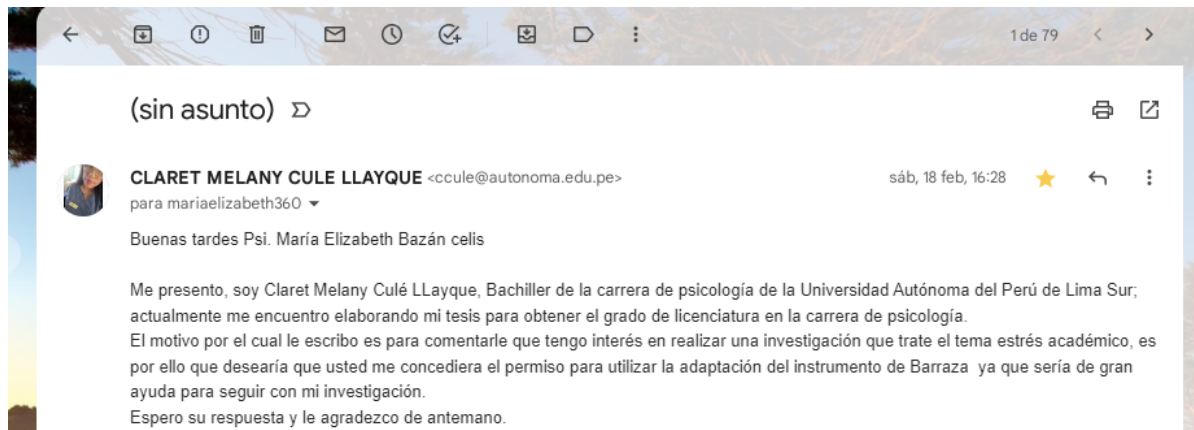 1 de 79
(sin asunto)
CLARET MELANY CULE LLAYQUE <ccule@autonoma.edu.pe>
sáb, 18 feb, 16:28
para mariaelizabeth360
Buenas tardes Psi. María Elizabeth Bazán celis
Me presento, soy Claret Melany Culé LLayque, Bachiller de la carrera de psicología de la Universidad Autónoma del Perú de Lima Sur;
actualmente me encuentro elaborando mi tesis para obtener el grado de licenciatura en la carrera de psicología.
El motivo por el cual le escribo es para comentarle que tengo interés en realizar una investigación que trate el tema estrés académico, es
por ello que desearía que usted me concediera el permiso para utilizar la adaptación del instrumento de Barraza  ya que sería de gran
ayuda para seguir con mi investigación.
Espero su respuesta y le agradezco de antemano.